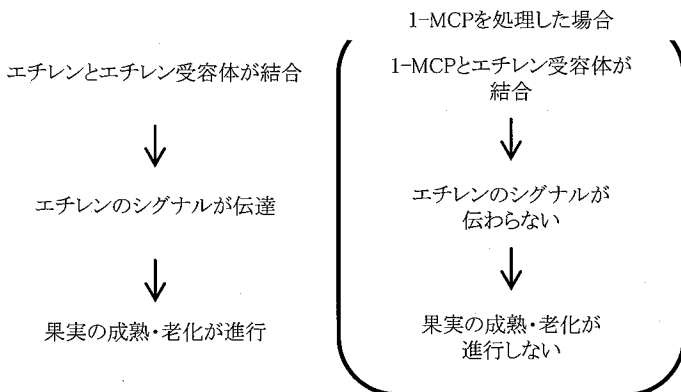 1-MCPを処理した場合
エチレンとエチレン受容体が結合
エチレンのシグナルが伝達
果実の成熟・老化が進行
1-MCPとエチレン受容体が
結合
エチレンのシグナルが
伝わらない
果実の成熟・老化が
進行しない